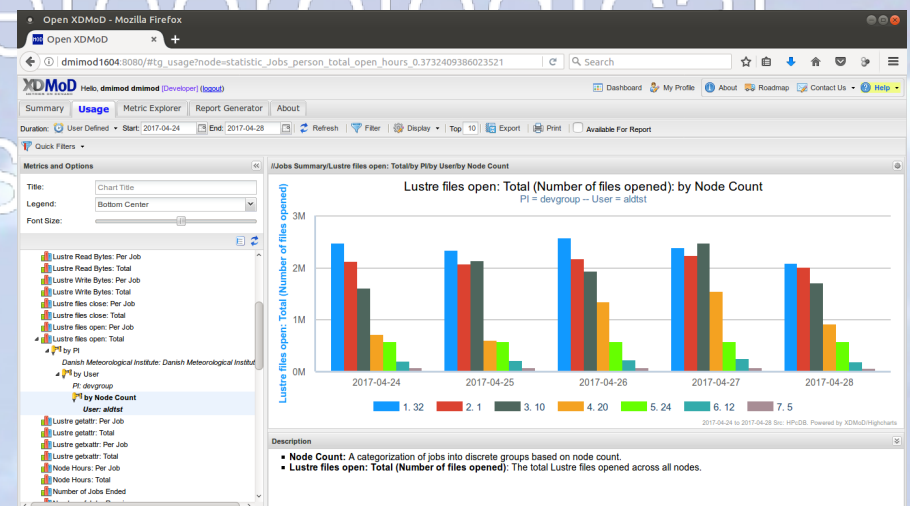 Open XDMoD - Mozilla Firefox
Open XDMoD × +
dmimod1604:8080/#tg_usage?node=statistic_Jobs_person_total_open_hours_0.3732409386023521 Search
XDMoD Hello, dmimod dmimod [Developer] (logout) Dashboard My Profile About Roadmap Contact Us Help
Summary Usage Metric Explorer Report Generator About
Duration: User Defined Start: 2017-04-24 End: 2017-04-28 Refresh Filter Display Top 10 Export Print Available For Report
Quick Filters
Metrics and Options
Title: Chart Title
Legend: Bottom Center
Font Size:
Lustre Read Bytes: Per Job
Lustre Read Bytes: Total
Lustre Write Bytes: Per Job
Lustre Write Bytes: Total
Lustre files close: Per Job
Lustre files close: Total
Lustre files open: Per Job
Lustre files open: Total
by PI
Danish Meteorological Institute: Danish Meteorological Institut
by User
PI: devgroup
by Node Count
User: aldtst
Lustre getattr: Per Job
Lustre getattr: Total
Lustre getxattr: Per Job
Lustre getxattr: Total
Node Hours: Per Job
Node Hours: Total
Number of Jobs Ended
//Jobs Summary/Lustre files open: Total/by PI/by User/by Node Count
Lustre files open: Total (Number of files opened): by Node Count
PI = devgroup -- User = aldtst
Lustre files open: Total (Number of files opened)
3M
2M
1M
0M
2017-04-24 2017-04-25 2017-04-26 2017-04-27 2017-04-28
1. 32 2. 1 3. 10 4. 20 5. 24 6. 12 7. 5
2017-04-24 to 2017-04-28 Src: HPcDB. Powered by XDMoD/Highcharts
Description
Node Count: A categorization of jobs into discrete groups based on node count.
Lustre files open: Total (Number of files opened): The total Lustre files opened across all nodes.